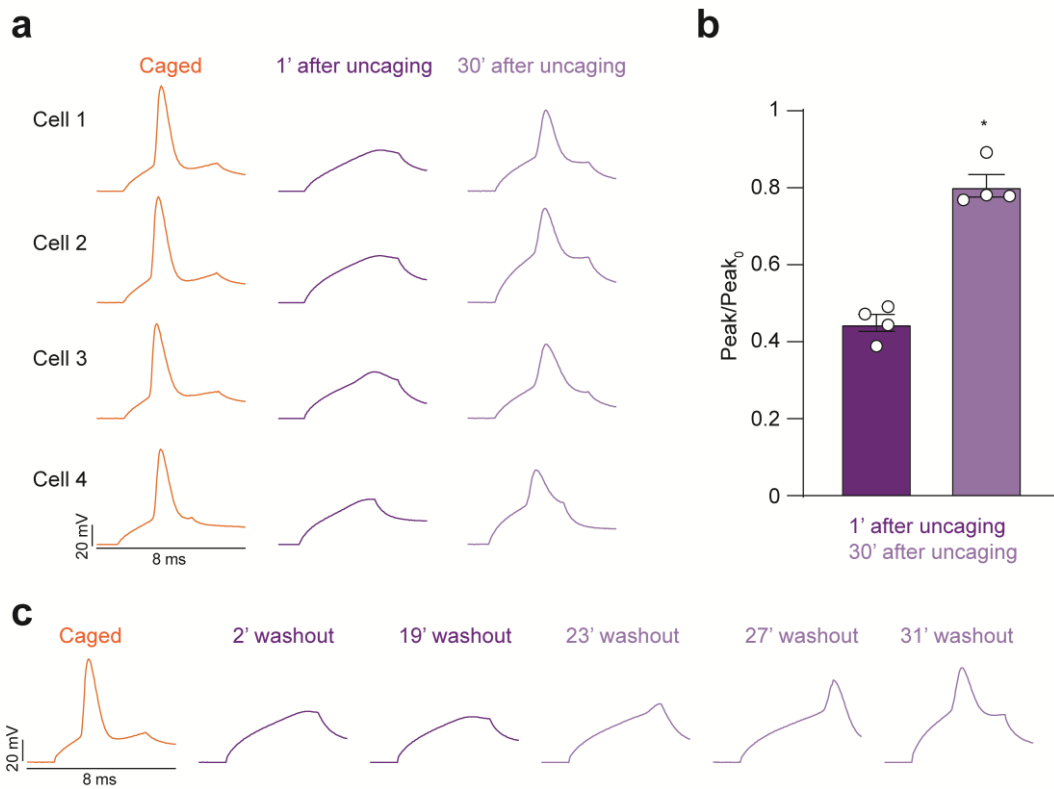 a
Caged 1’ after uncaging 30’ after uncaging
Cell 1
Cell 2
Cell 3
Cell 4
20 mV
8 ms
b
1
0.8
0.6
0.4
0.2
0
Peak/Peak₀
*
1’ after uncaging
30’ after uncaging
c
Caged 2’ washout 19’ washout 23’ washout 27’ washout 31’ washout
20 mV
8 ms